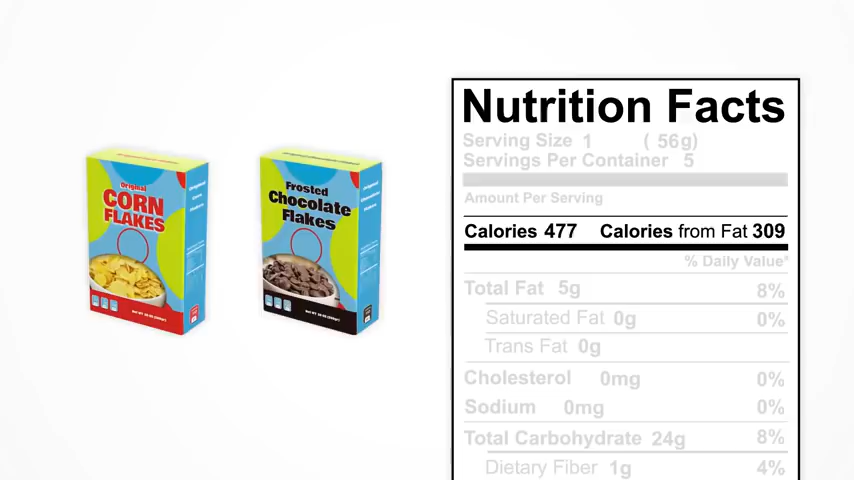 Original
CORN
FLAKES
Frosted
Chocolate
Flakes
Nutrition Facts
Serving Size 1 ( 56g)
Servings Per Container 5
Amount Per Serving
Calories 477 Calories from Fat 309
% Daily Value*
Total Fat 5g 8%
Saturated Fat 0g 0%
Trans Fat 0g
Cholesterol 0mg 0%
Sodium 0mg 0%
Total Carbohydrate 24g 8%
Dietary Fiber 1g 4%